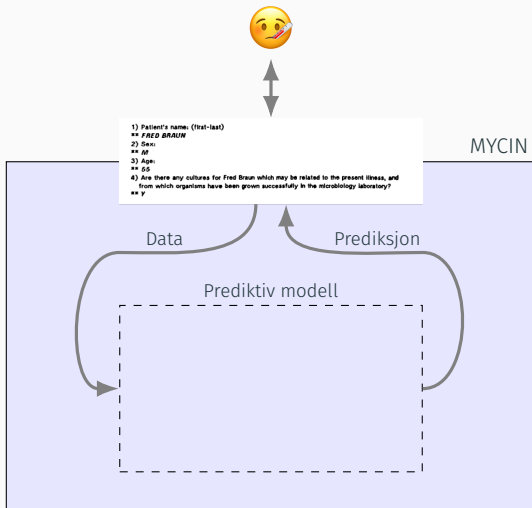 1) Patient's name: (first-last)
** FRED BRAUN
2) Sex:
** M
3) Age:
** 55
4) Are there any cultures for Fred Braun which may be related to the present illness, and
from which organisms have been grown successfully in the microbiology laboratory?
** Y
MYCIN
Data
Prediksjon
Prediktiv modell